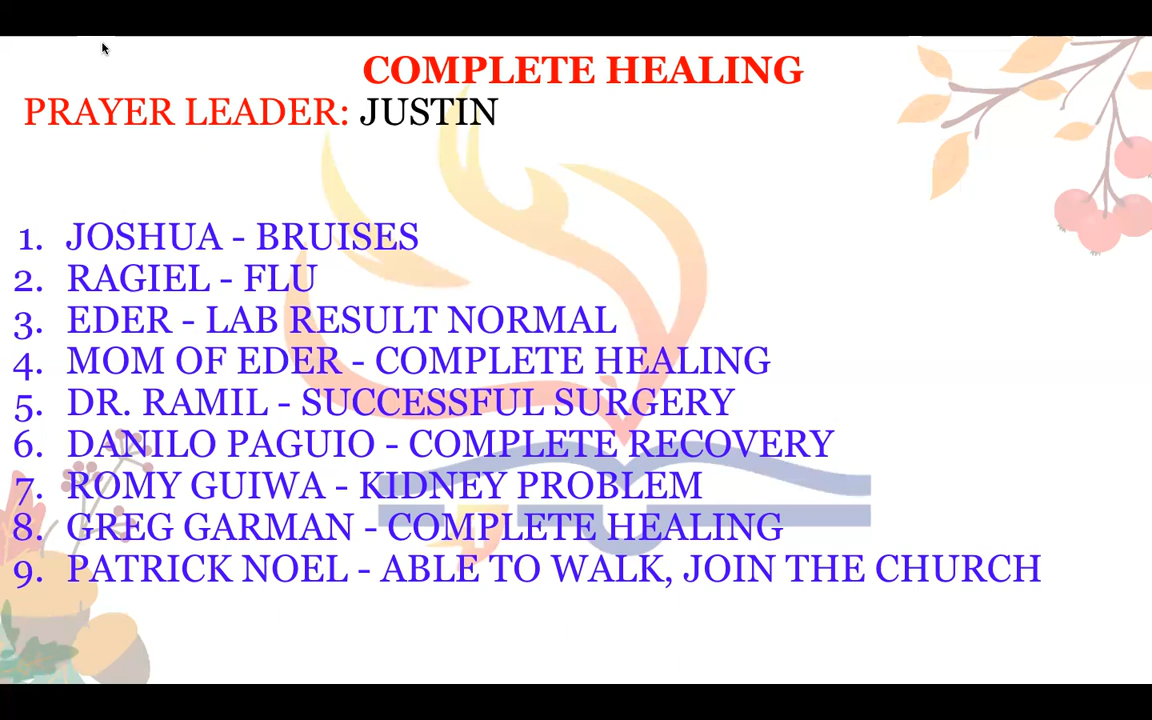 COMPLETE HEALING
PRAYER LEADER: JUSTIN
1. JOSHUA - BRUISES
2. RAGIEL - FLU
3. EDER - LAB RESULT NORMAL
4. MOM OF EDER - COMPLETE HEALING
5. DR. RAMIL - SUCCESSFUL SURGERY
6. DANILO PAGUIO - COMPLETE RECOVERY
7. ROMY GUIWA - KIDNEY PROBLEM
8. GREG GARMAN - COMPLETE HEALING
9. PATRICK NOEL - ABLE TO WALK, JOIN THE CHURCH